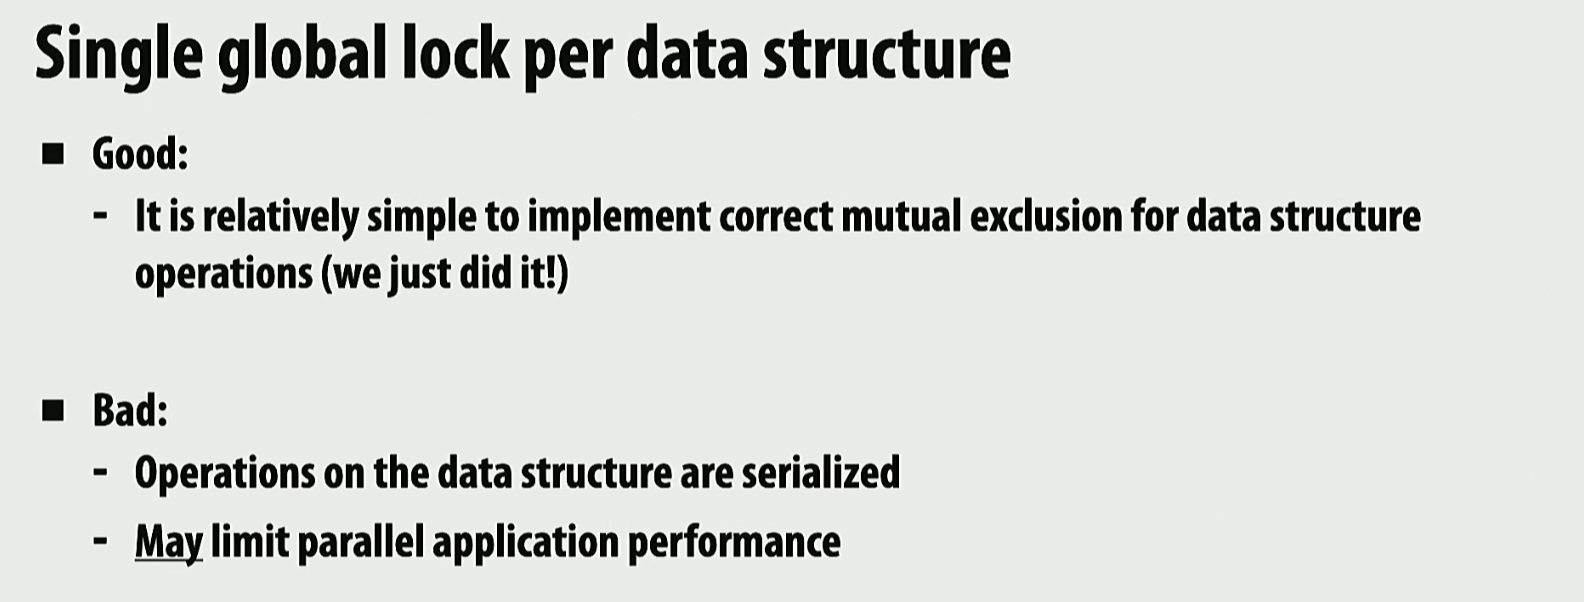 Single global lock per data structure
■ Good:
- It is relatively simple to implement correct mutual exclusion for data structure
operations (we just did it!)
■ Bad:
- Operations on the data structure are serialized
- May limit parallel application performance